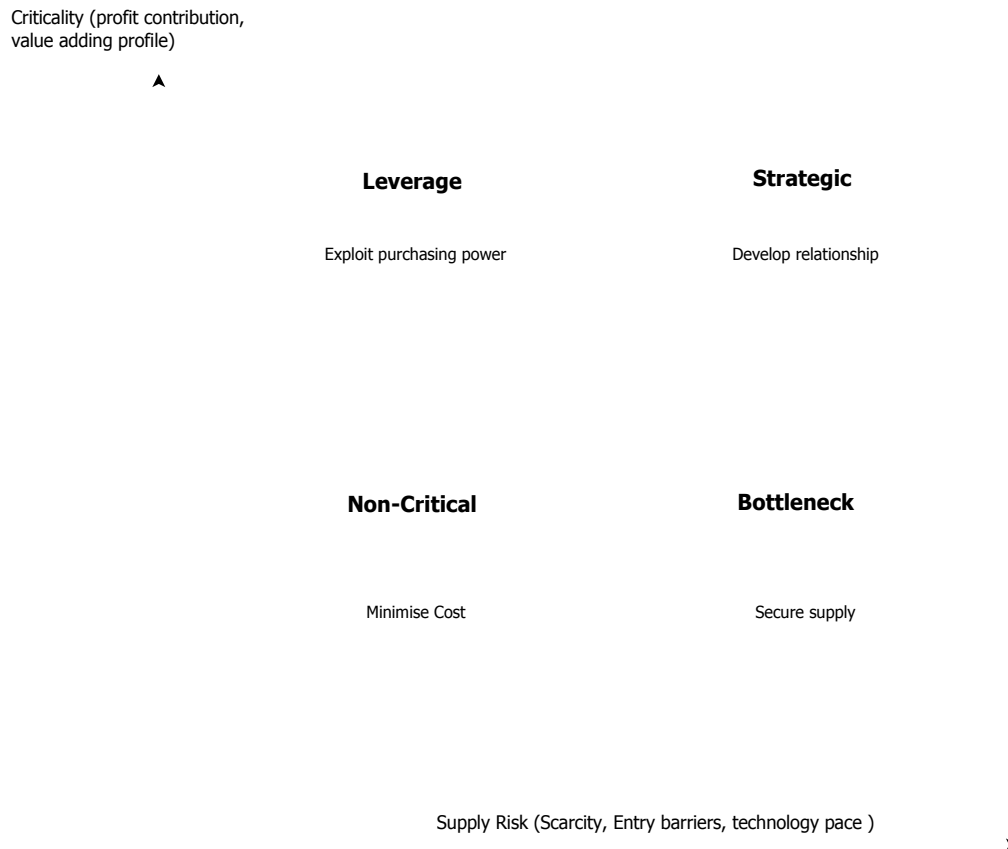 Criticality (profit contribution,
value adding profile)
Leverage
Strategic
Exploit purchasing power
Develop relationship
Non-Critical
Bottleneck
Minimise Cost
Secure supply
Supply Risk (Scarcity, Entry barriers, technology pace )